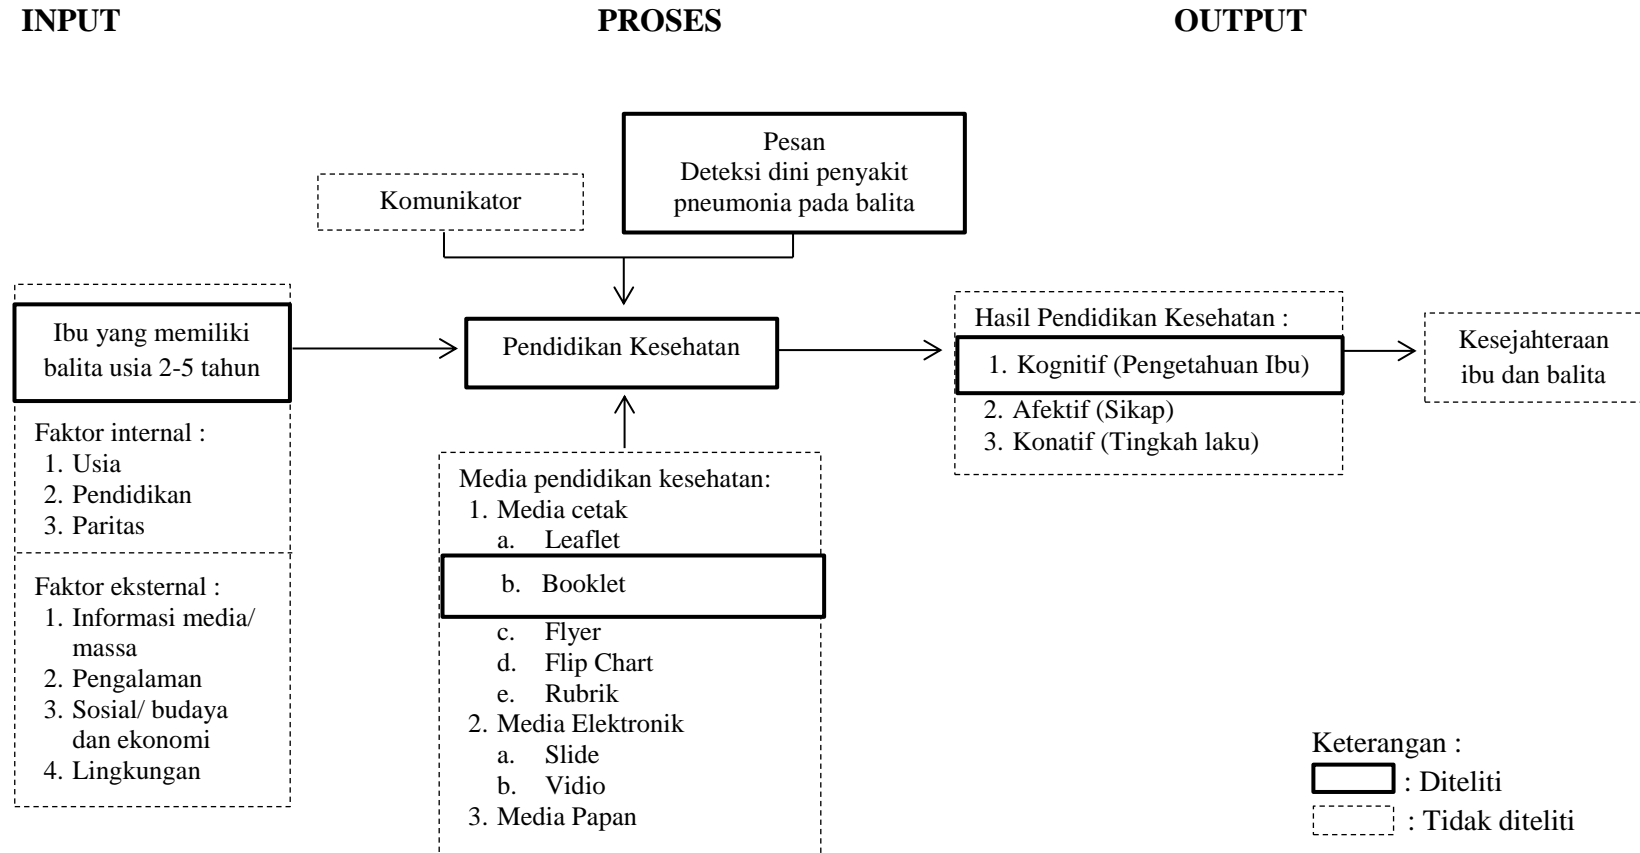 INPUT
PROSES
OUTPUT
Pesan
Deteksi dini penyakit
pneumonia pada balita
Komunikator
Ibu yang memiliki
balita usia 2-5 tahun
Faktor internal :
1. Usia
2. Pendidikan
3. Paritas
Faktor eksternal :
1. Informasi media/
massa
2. Pengalaman
3. Sosial/ budaya
dan ekonomi
4. Lingkungan
Pendidikan Kesehatan
Media pendidikan kesehatan:
1. Media cetak
a. Leaflet
b. Booklet
c. Flyer
d. Flip Chart
e. Rubrik
2. Media Elektronik
a. Slide
b. Vidio
3. Media Papan
Hasil Pendidikan Kesehatan :
1. Kognitif (Pengetahuan Ibu)
2. Afektif (Sikap)
3. Konatif (Tingkah laku)
Kesejahteraan
ibu dan balita
Keterangan :
: Diteliti
: Tidak diteliti